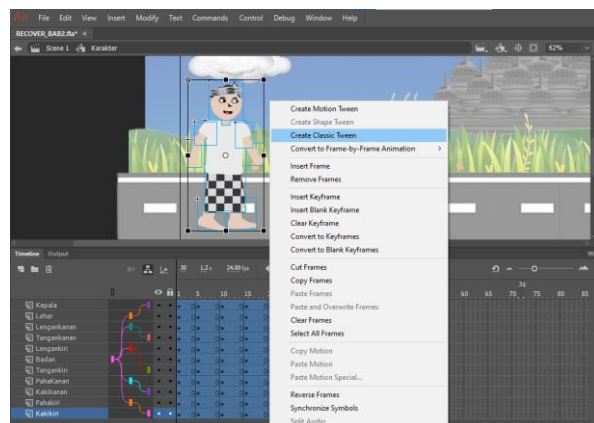 An File Edit View Insert Modify Text Commands Control Debug Window Help
RECOVER_BAB2.fla* ×
Scene 1 Karakter 62%
Create Motion Tween
Create Shape Tween
Create Classic Tween
Convert to Frame-by-Frame Animation
Insert Frame
Remove Frames
Insert Keyframe
Insert Blank Keyframe
Clear Keyframe
Convert to Keyframes
Convert to Blank Keyframes
Cut Frames
Copy Frames
Paste Frames
Paste and Overwrite Frames
Clear Frames
Select All Frames
Copy Motion
Paste Motion
Paste Motion Special...
Reverse Frames
Synchronize Symbols
Split Audio
Timeline Output
30 1,2 s 24,00 fps
3s
1 5 10 15 60 65 70 75 80 85
Kepala
Leher
Lengankanan
Tangankanan
Lengankiri
Badan
Tangankiri
PahaKanan
Kakikanan
Pahakiri
Kakikiri